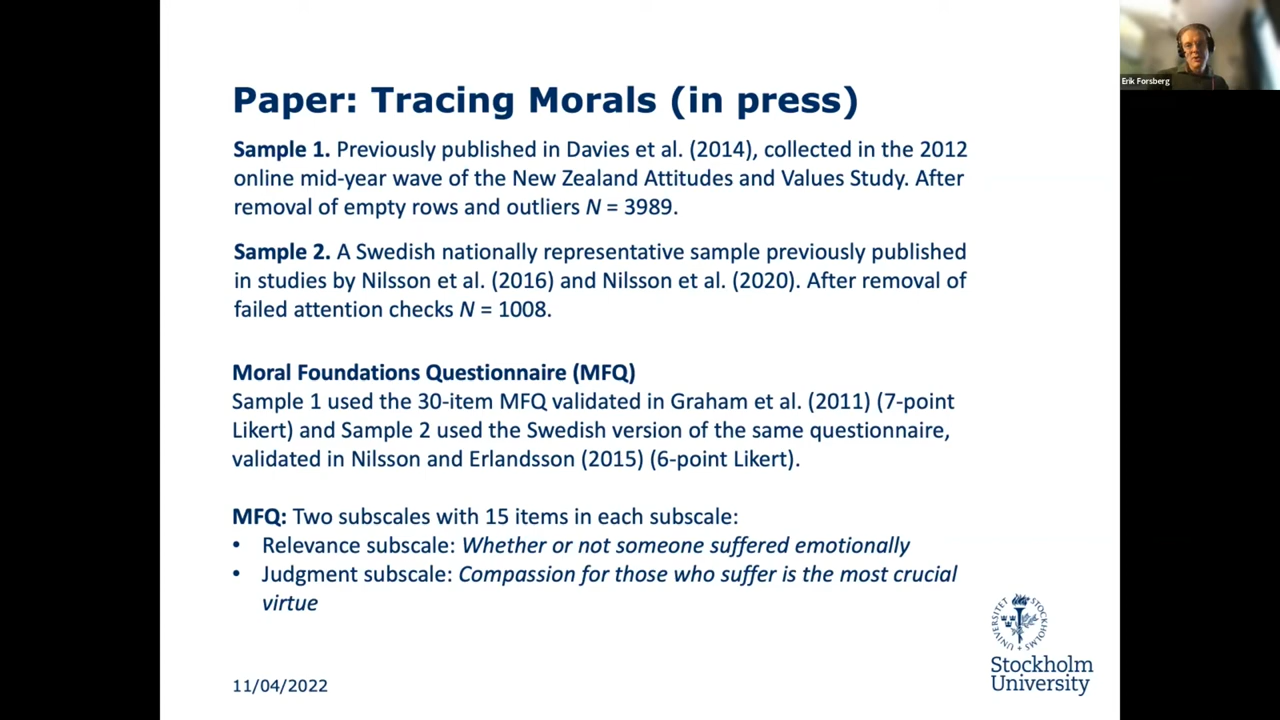 Erik Forsberg
Paper: Tracing Morals (in press)
Sample 1. Previously published in Davies et al. (2014), collected in the 2012
online mid-year wave of the New Zealand Attitudes and Values Study. After
removal of empty rows and outliers N = 3989.
Sample 2. A Swedish nationally representative sample previously published
in studies by Nilsson et al. (2016) and Nilsson et al. (2020). After removal of
failed attention checks N = 1008.
Moral Foundations Questionnaire (MFQ)
Sample 1 used the 30-item MFQ validated in Graham et al. (2011) (7-point
Likert) and Sample 2 used the Swedish version of the same questionnaire,
validated in Nilsson and Erlandsson (2015) (6-point Likert).
MFQ: Two subscales with 15 items in each subscale:
• Relevance subscale: Whether or not someone suffered emotionally
• Judgment subscale: Compassion for those who suffer is the most crucial
virtue
STOCKHOLMS
UNIVERSITET
Stockholm
University
11/04/2022